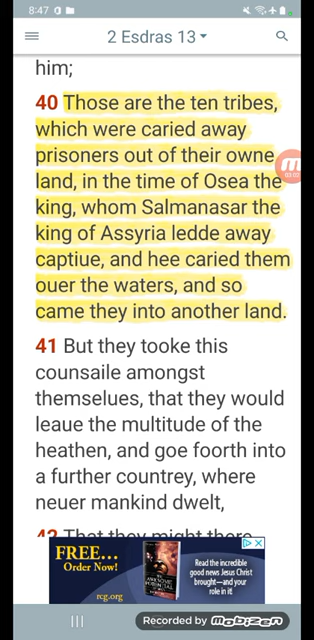 8:47
2 Esdras 13
him;
40 Those are the ten tribes,
which were caried away
prisoners out of their owne
land, in the time of Osea the
king, whom Salmanasar the
king of Assyria ledde away
captiue, and hee caried them
ouer the waters, and so
came they into another land.
41 But they tooke this
counsaile amongst
themselues, that they would
leaue the multitude of the
heathen, and goe foorth into
a further countrey, where
neuer mankind dwelt,
42 That they might there
FREE...
Order Now!
rcg.org
Read the incredible
good news Jesus Christ
brought—and your
role in it!
Recorded by Mobizen